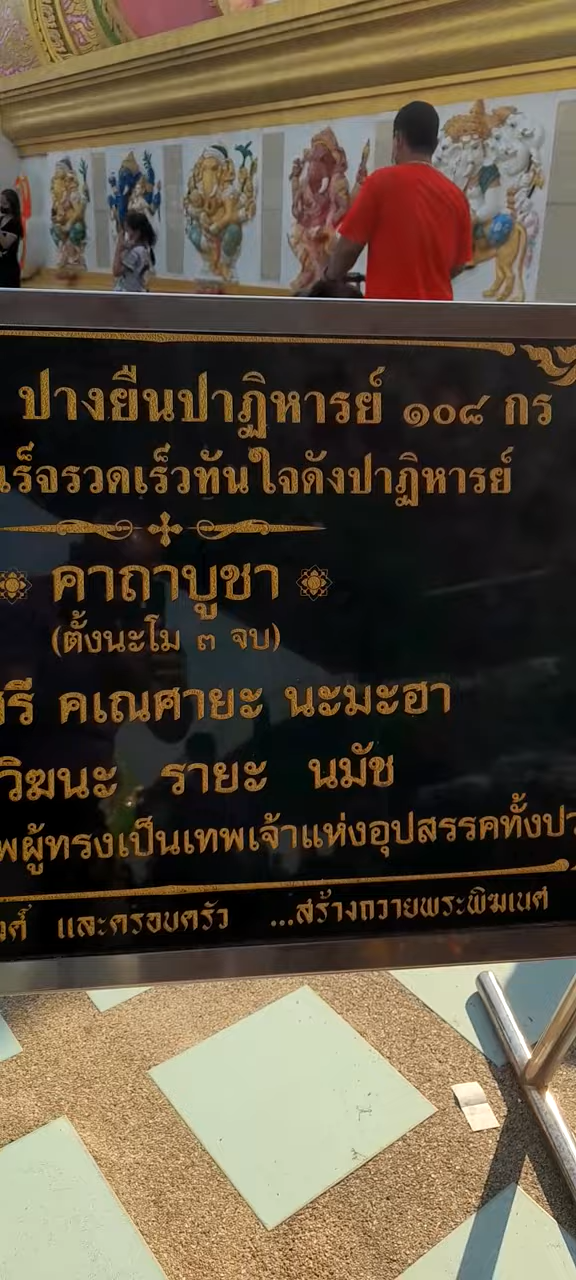 ปางยืนปาฏิหารย์ ๑๐๘ กร
เร็จรวดเร็วทันใจดังปาฏิหารย์
คาถาบูชา
(ตั้งนะโม ๓ จบ)
รี คเณศายะ นะมะฮา
วิฆนะ รายะ นมัช
พผู้ทรงเป็นเทพเจ้าแห่งอุปสรรคทั้งปว
และครอบครัว ...สร้างถวายพระพิฆเนศ